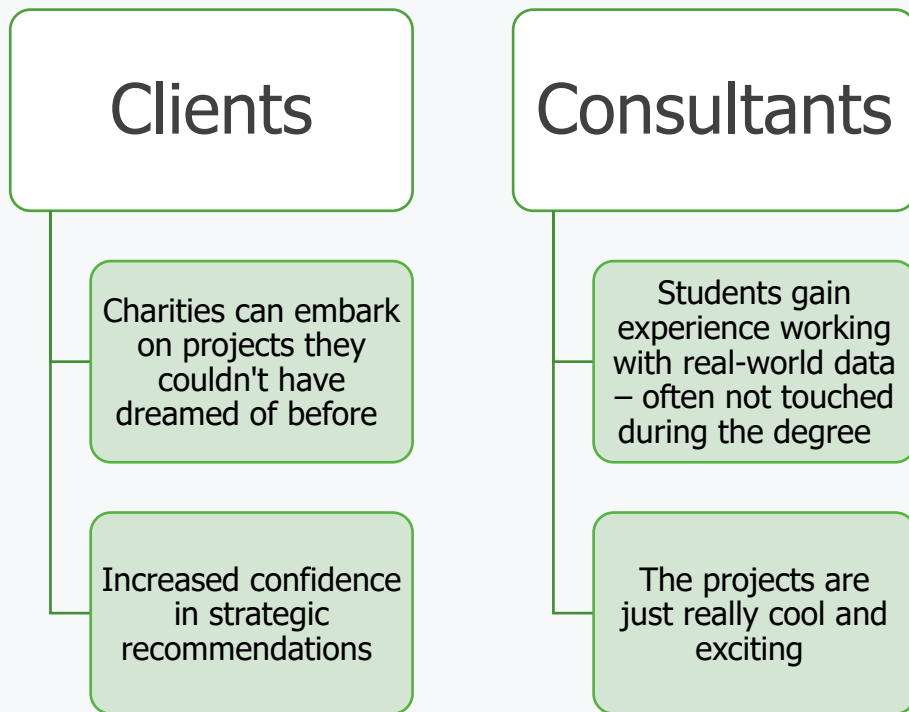 Clients
Charities can embark
on projects they
couldn't have
dreamed of before
Increased confidence
in strategic
recommendations
Consultants
Students gain
experience working
with real-world data
– often not touched
during the degree
The projects are
just really cool and
exciting